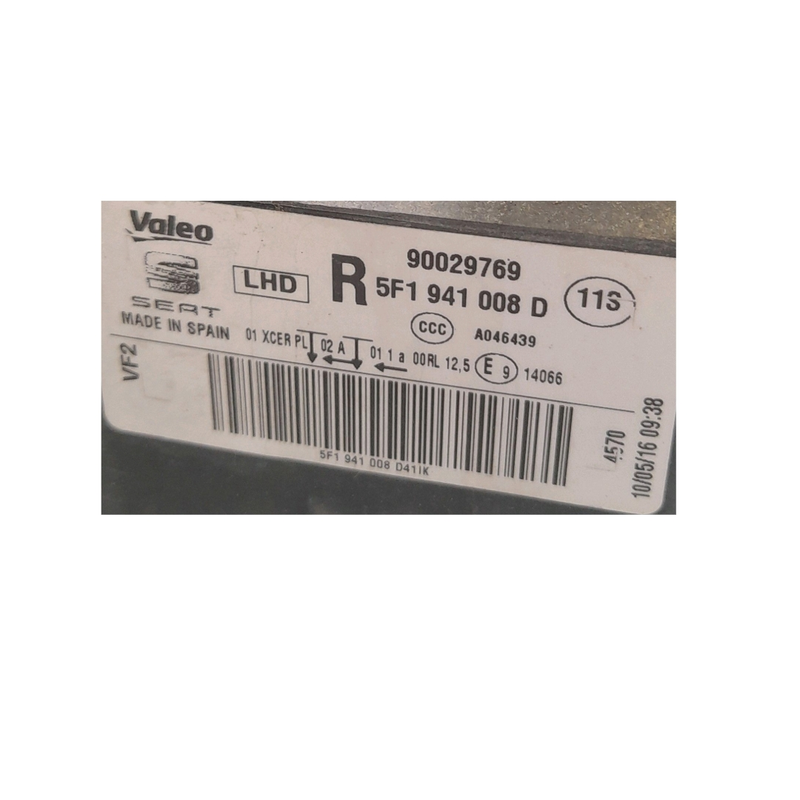 Valeo
SEAT
MADE IN SPAIN
LHD
R
90029769
5F1 941 008 D
11S
CCC
A046439
01 XCER PL 02 A 01 1 a 00RL 12,5 E 9 14066
VF2
5F1 941 008 D41IK
4570
10/05/16 09:38